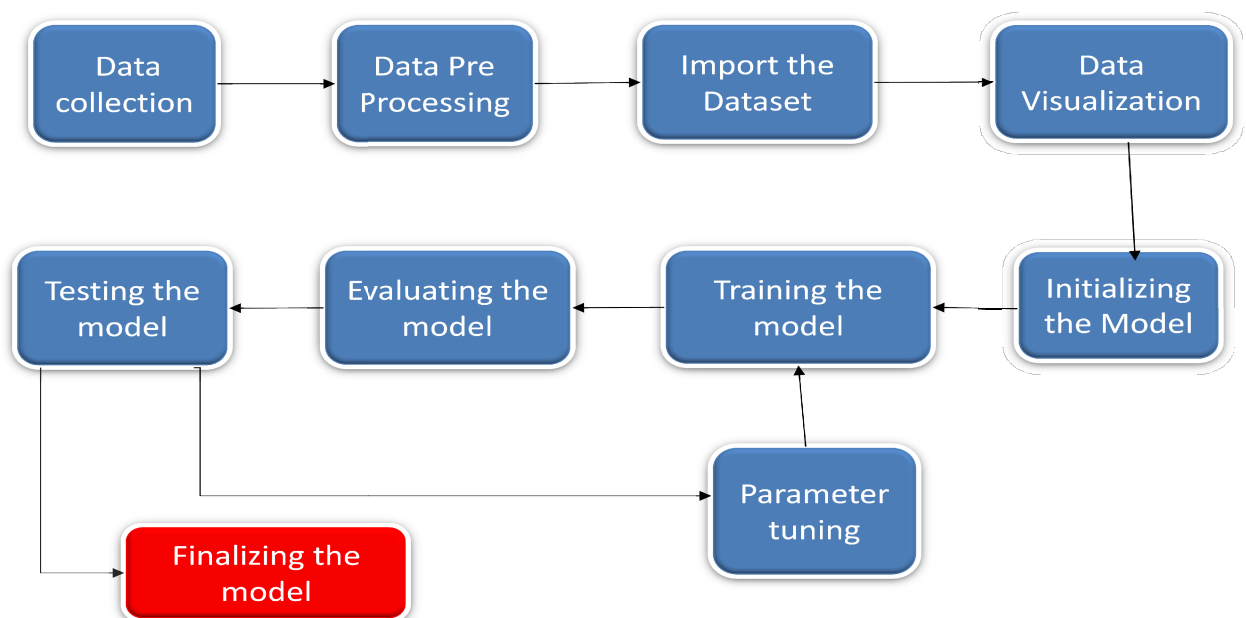 Data
collection
Data Pre
Processing
Import the
Dataset
Data
Visualization
Initializing
the Model
Training the
model
Evaluating the
model
Testing the
model
Parameter
tuning
Finalizing the
model